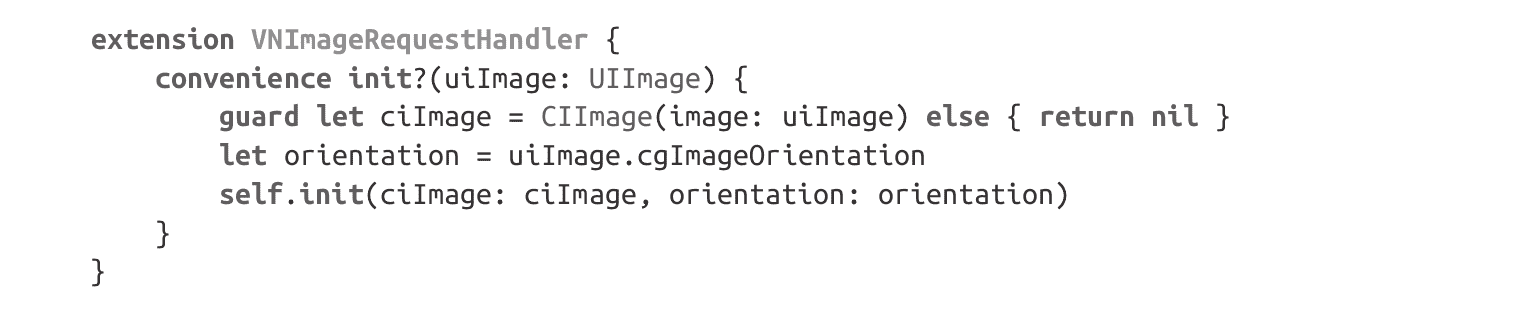 extension VNImageRequestHandler {
    convenience init?(uiImage: UIImage) {
        guard let ciImage = CIImage(image: uiImage) else { return nil }
        let orientation = uiImage.cgImageOrientation
        self.init(ciImage: ciImage, orientation: orientation)
    }
}